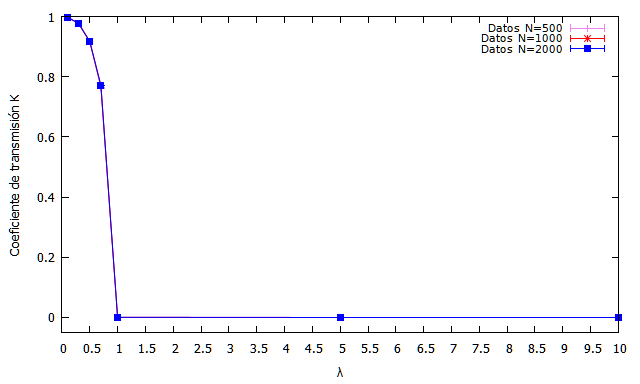 Datos N=500
Datos N=1000
Datos N=2000
Coeficiente de transmisión K
1
0.8
0.6
0.4
0.2
0
0 0.5 1 1.5 2 2.5 3 3.5 4 4.5 5 5.5 6 6.5 7 7.5 8 8.5 9 9.5 10
λ